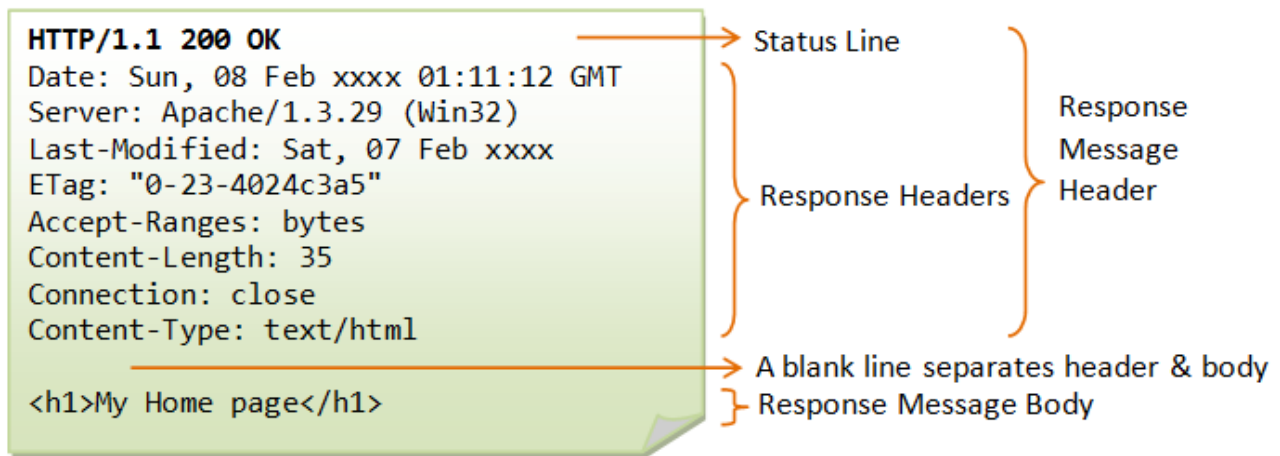 HTTP/1.1 200 OK
Date: Sun, 08 Feb xxxx 01:11:12 GMT
Server: Apache/1.3.29 (Win32)
Last-Modified: Sat, 07 Feb xxxx
ETag: "0-23-4024c3a5"
Accept-Ranges: bytes
Content-Length: 35
Connection: close
Content-Type: text/html
<h1>My Home page</h1>
Status Line
Response Headers
Response
Message
Header
A blank line separates header & body
Response Message Body